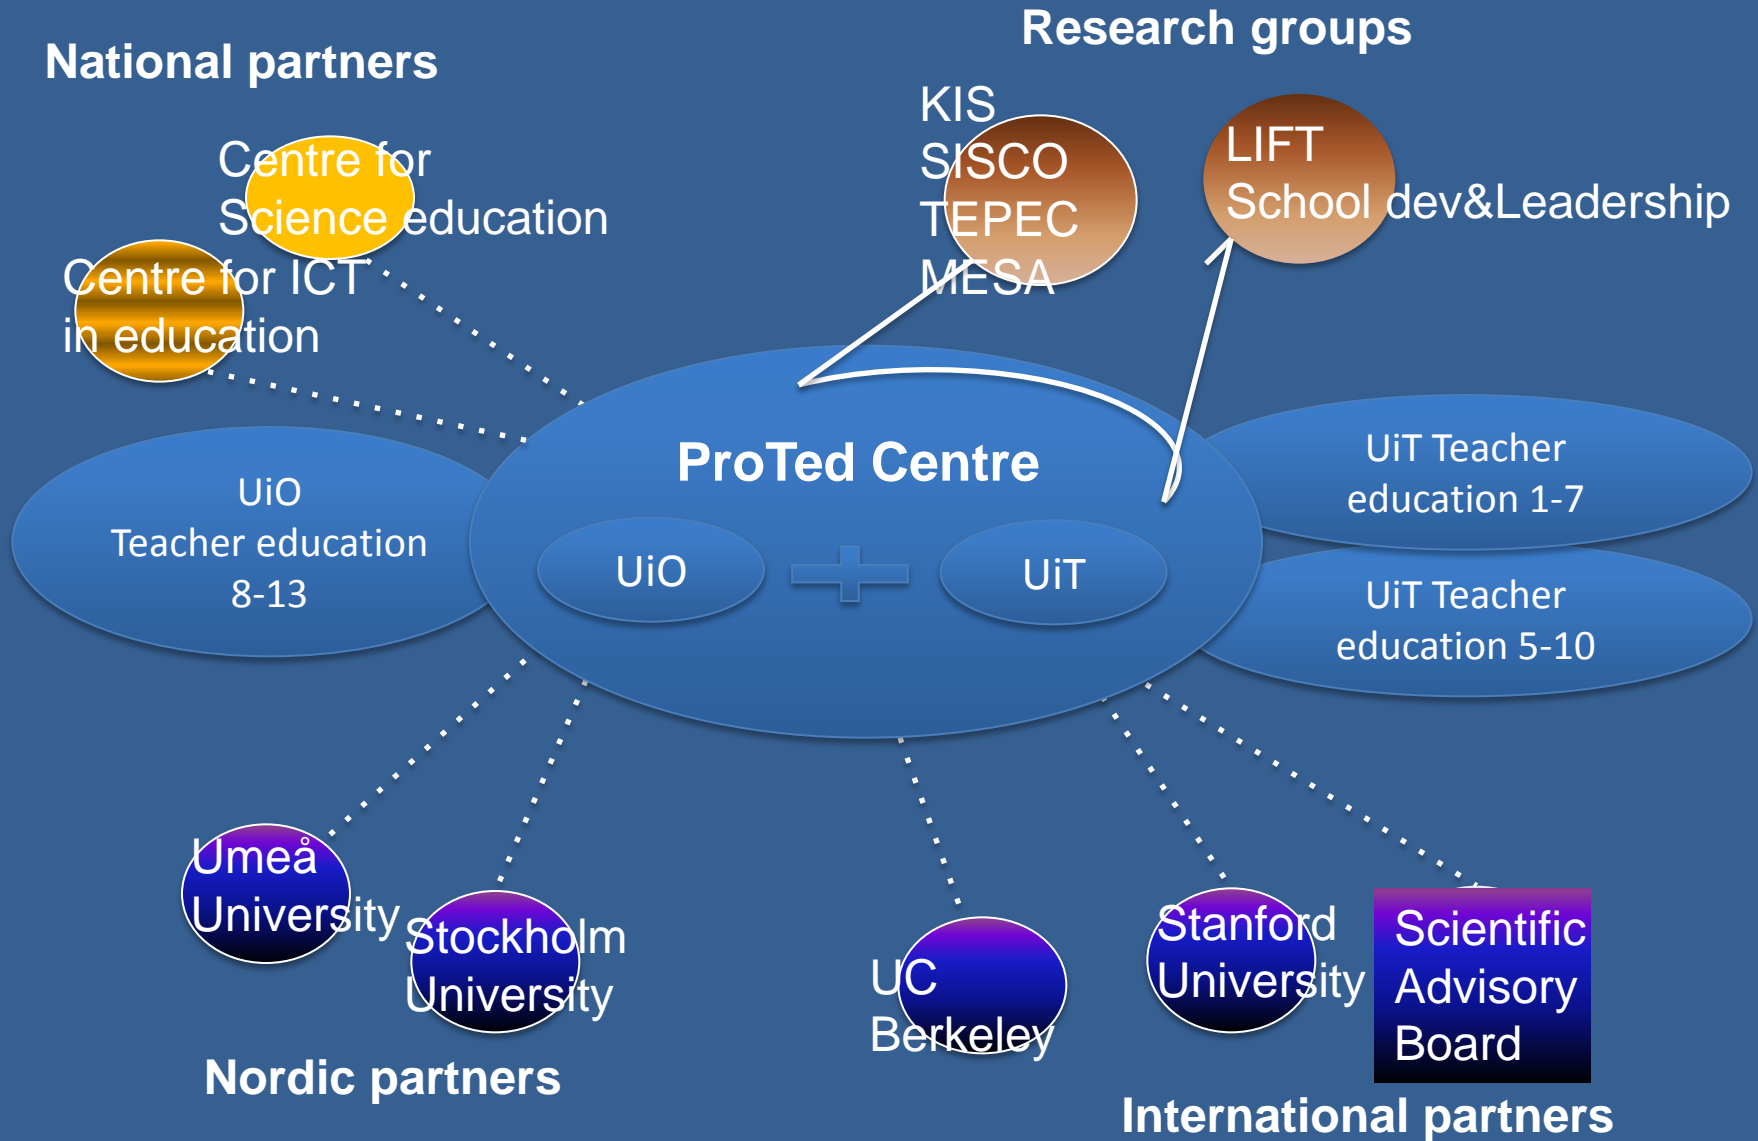 National partners
Research groups
Centre for
Science education
Centre for ICT
in education
KIS
SISCO
TEPEC
MESA
LIFT
School dev&Leadership
ProTed Centre
UiO
Teacher education
8-13
UiO
UiT
UiT Teacher
education 1-7
UiT Teacher
education 5-10
Umeå
University
Stockholm
University
Nordic partners
UC
Berkeley
Stanford
University
Scientific
Advisory
Board
International partners